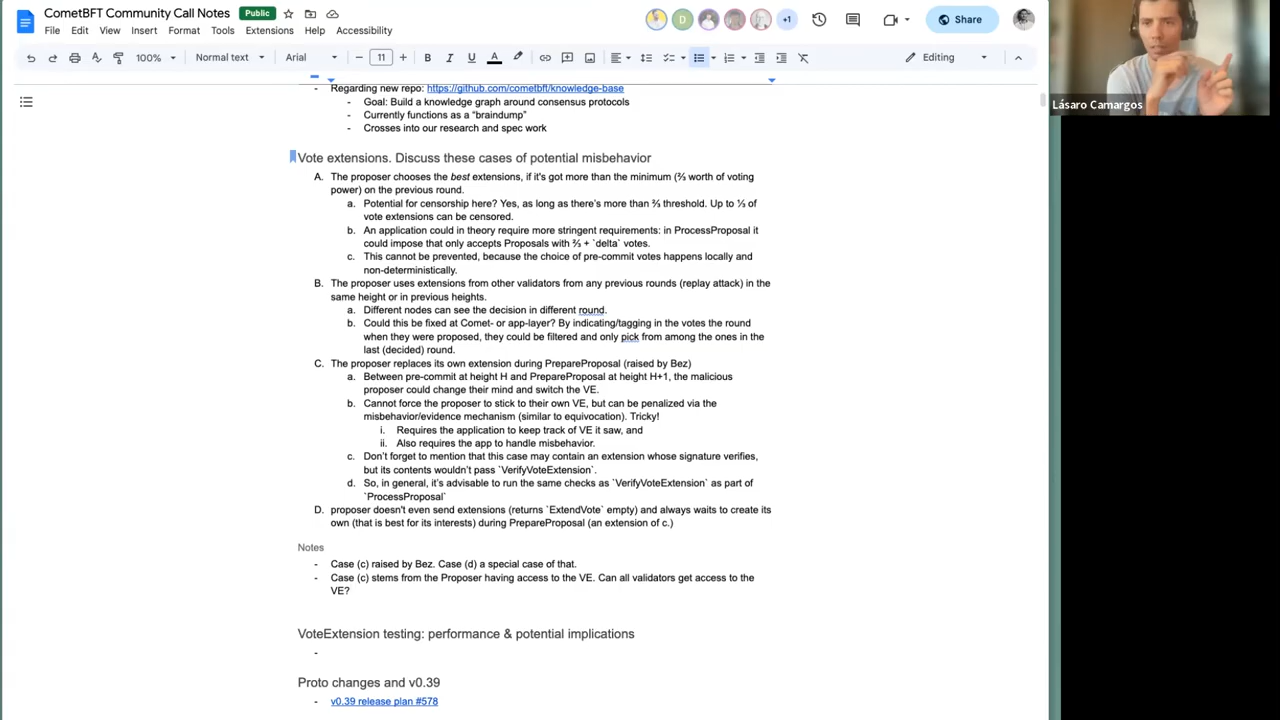 CometBFT Community Call Notes Public
File Edit View Insert Format Tools Extensions Help Accessibility
D +1 Share
100% Normal text Arial 11 B I U A Editing
- Regarding new repo: https://github.com/cometbft/knowledge-base
- Goal: Build a knowledge graph around consensus protocols
- Currently functions as a “braindump”
- Crosses into our research and spec work
Lásaro Camargos
Vote extensions. Discuss these cases of potential misbehavior
A. The proposer chooses the best extensions, if it's got more than the minimum (⅔ worth of voting
power) on the previous round.
a. Potential for censorship here? Yes, as long as there’s more than ⅔ threshold. Up to ⅓ of
vote extensions can be censored.
b. An application could in theory require more stringent requirements: in ProcessProposal it
could impose that only accepts Proposals with ⅔ + `delta` votes.
c. This cannot be prevented, because the choice of pre-commit votes happens locally and
non-deterministically.
B. The proposer uses extensions from other validators from any previous rounds (replay attack) in the
same height or in previous heights.
a. Different nodes can see the decision in different round.
b. Could this be fixed at Comet- or app-layer? By indicating/tagging in the votes the round
when they were proposed, they could be filtered and only pick from among the ones in the
last (decided) round.
C. The proposer replaces its own extension during PrepareProposal (raised by Bez)
a. Between pre-commit at height H and PrepareProposal at height H+1, the malicious
proposer could change their mind and switch the VE.
b. Cannot force the proposer to stick to their own VE, but can be penalized via the
misbehavior/evidence mechanism (similar to equivocation). Tricky!
i. Requires the application to keep track of VE it saw, and
ii. Also requires the app to handle misbehavior.
c. Don’t forget to mention that this case may contain an extension whose signature verifies,
but its contents wouldn’t pass `VerifyVoteExtension`.
d. So, in general, it’s advisable to run the same checks as `VerifyVoteExtension` as part of
`ProcessProposal`
D. proposer doesn't even send extensions (returns `ExtendVote` empty) and always waits to create its
own (that is best for its interests) during PrepareProposal (an extension of c.)
Notes
- Case (c) raised by Bez. Case (d) a special case of that.
- Case (c) stems from the Proposer having access to the VE. Can all validators get access to the
VE?
VoteExtension testing: performance & potential implications
-
Proto changes and v0.39
- v0.39 release plan #578